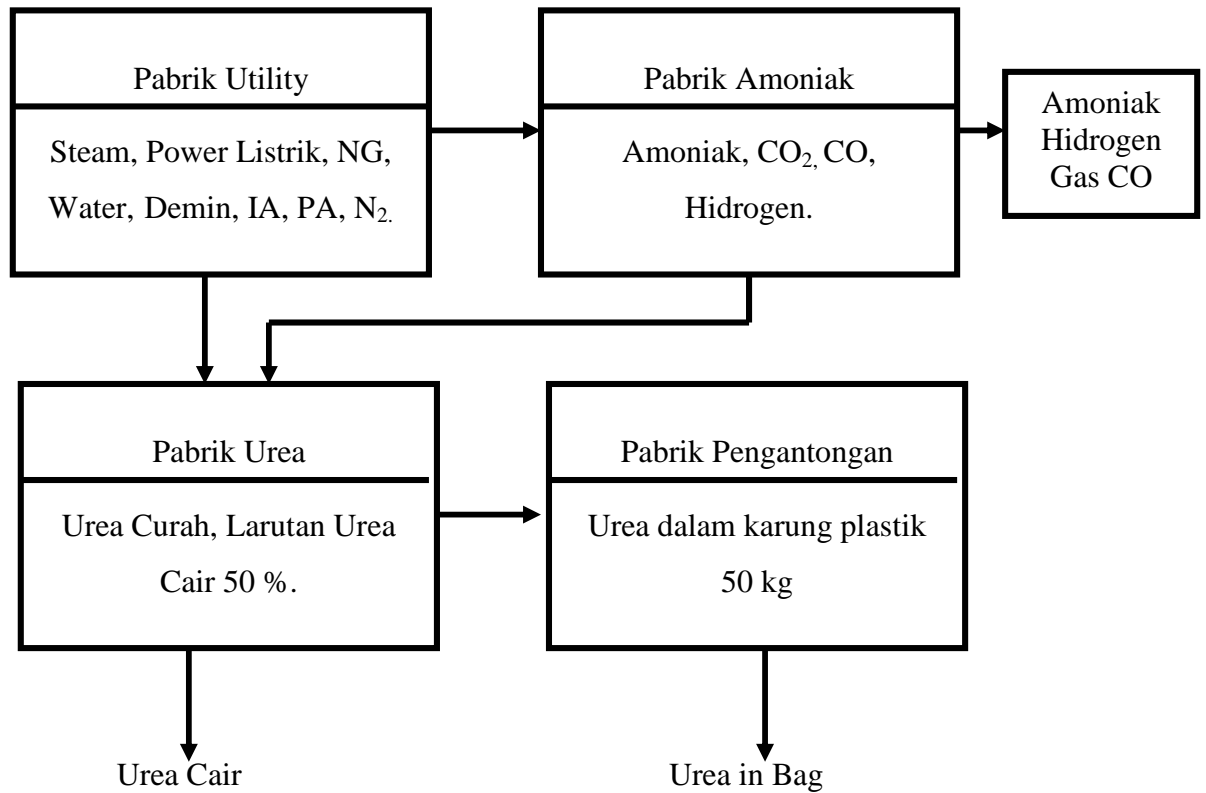 Pabrik Utility
Steam, Power Listrik, NG,
Water, Demin, IA, PA, N₂.
Pabrik Amoniak
Amoniak, CO₂, CO,
Hidrogen.
Amoniak
Hidrogen
Gas CO
Pabrik Urea
Urea Curah, Larutan Urea
Cair 50 %.
Pabrik Pengantongan
Urea dalam karung plastik
50 kg
Urea Cair
Urea in Bag